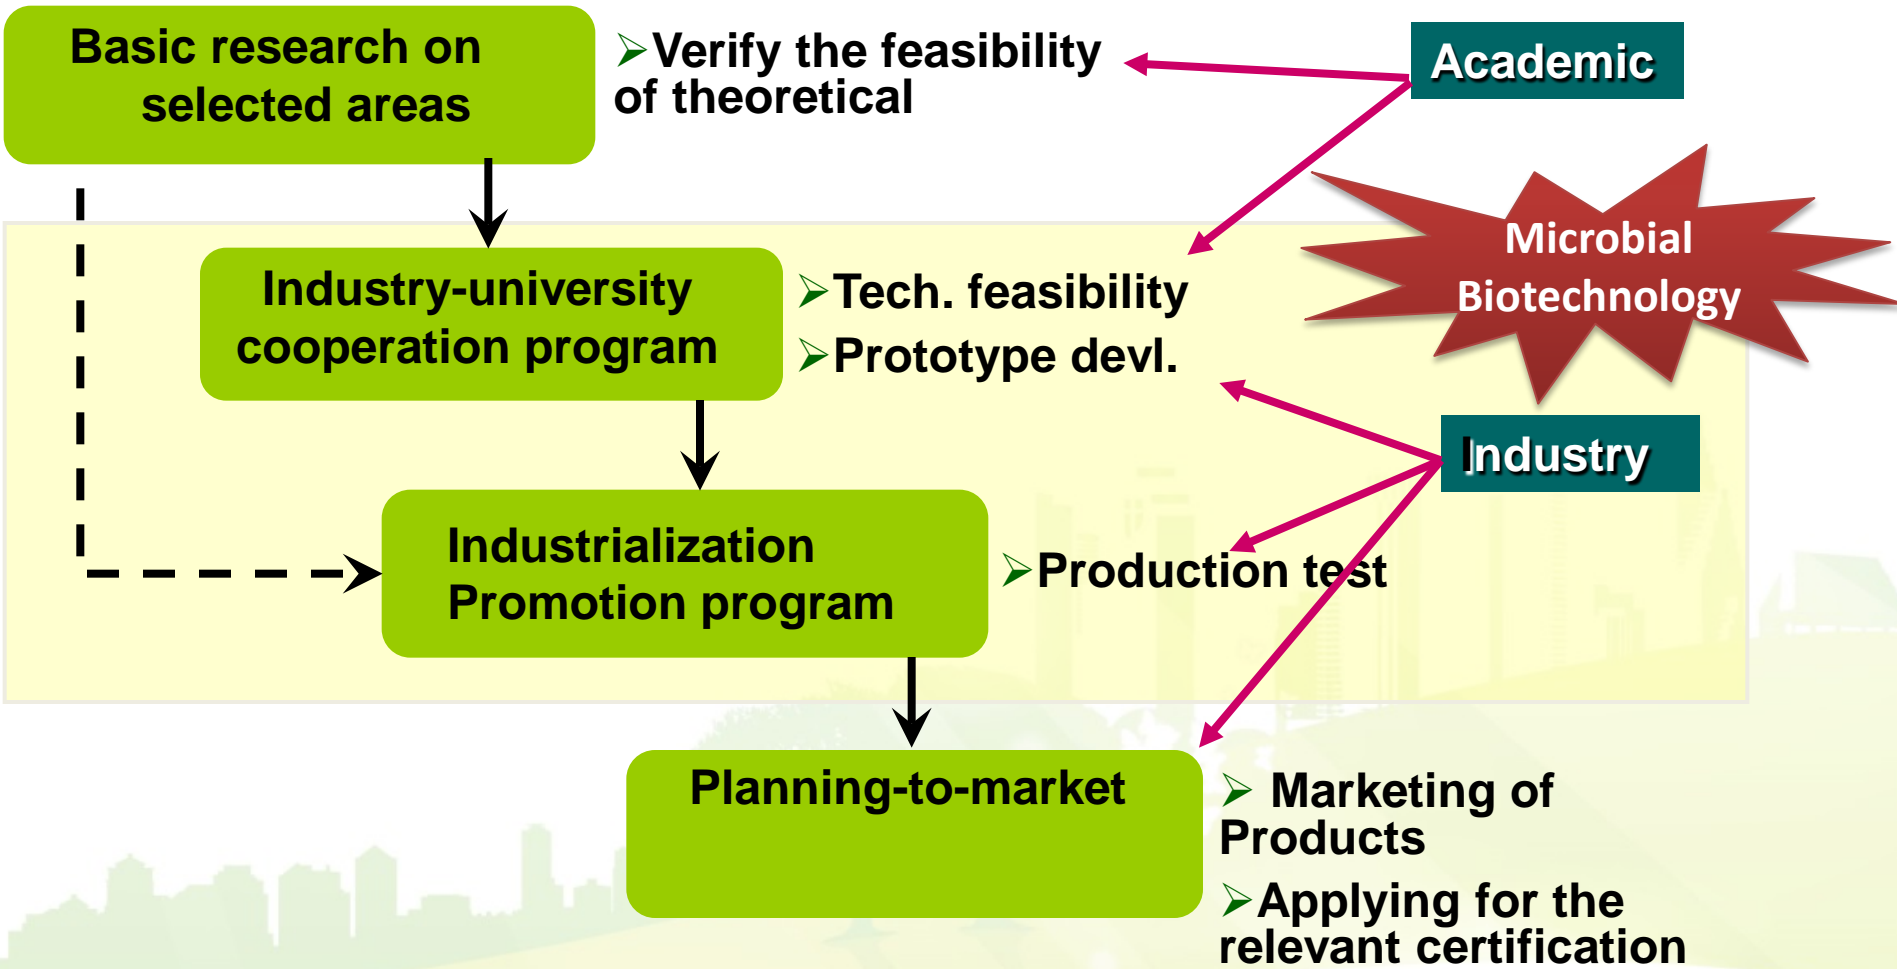 Basic research on
selected areas
➢Verify the feasibility
of theoretical
Academic
Microbial
Biotechnology
Industry-university
cooperation program
➢Tech. feasibility
➢Prototype devl.
Industry
Industrialization
Promotion program
➢Production test
Planning-to-market
➢ Marketing of
Products
➢Applying for the
relevant certification